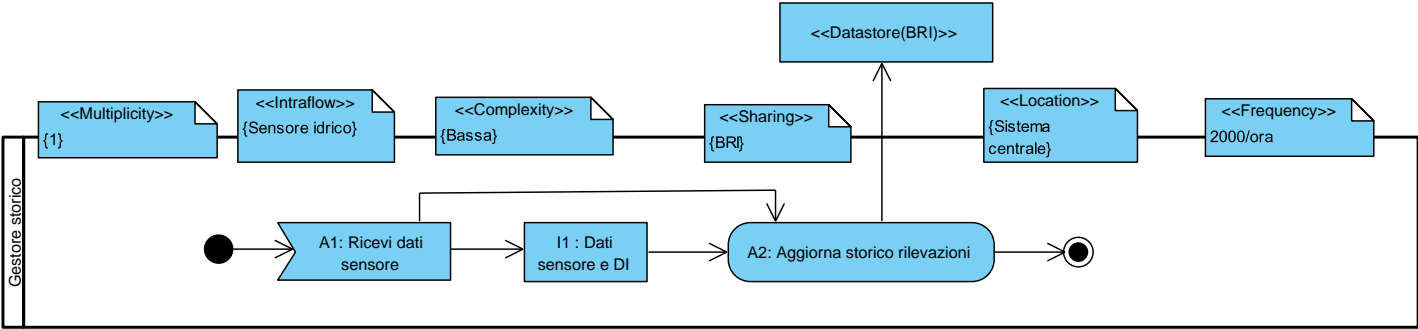 <<Datastore(BRI)>>
<<Multiplicity>>
{1}
<<Intraflow>>
{Sensore idrico}
<<Complexity>>
{Bassa}
<<Sharing>>
{BRI}
<<Location>>
{Sistema
centrale}
<<Frequency>>
2000/ora
Gestore storico
A1: Ricevi dati
sensore
I1 : Dati
sensore e DI
A2: Aggiorna storico rilevazioni